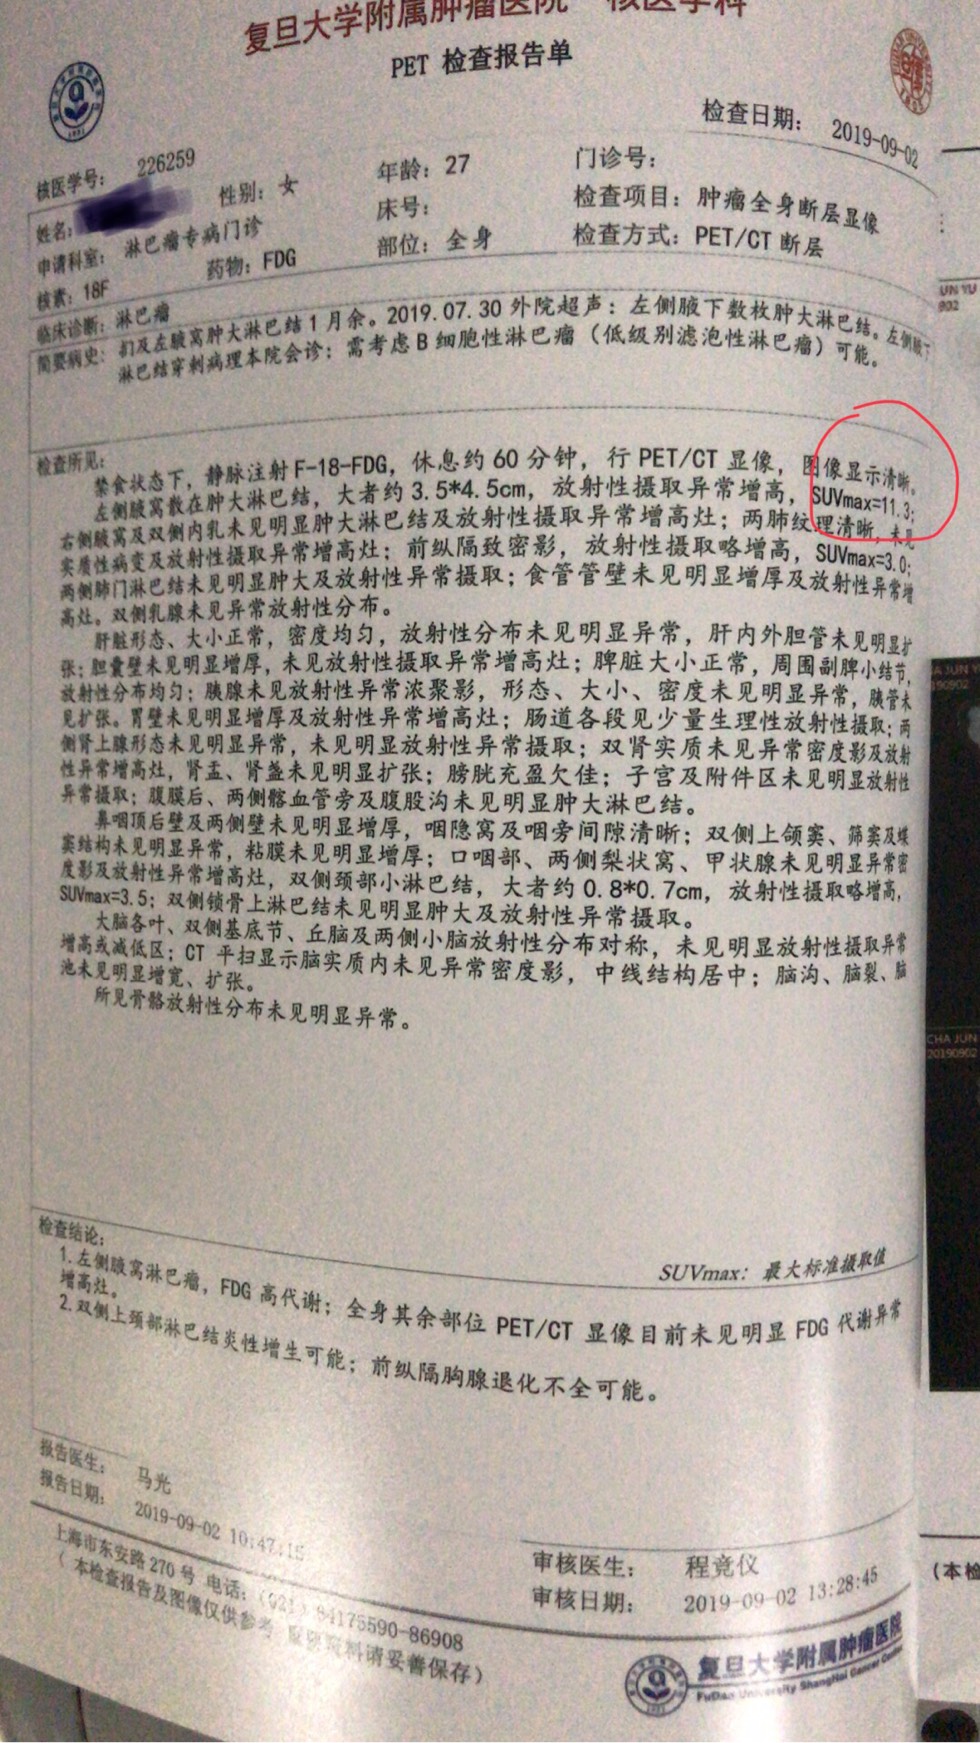 复旦大学附属肿瘤医院 核医学科
PET 检查报告单
检查日期: 2019-09-02
核医学号: 226259
姓名: 性别: 女 年龄: 27 门诊号:
申请科室: 淋巴瘤专病门诊 床号: 检查项目: 肿瘤全身断层显像
核素: 18F 药物: FDG 部位: 全身 检查方式: PET/CT 断层
临床诊断: 淋巴瘤
简要病史: 扪及左腋窝肿大淋巴结1月余。2019.07.30 外院超声: 左侧腋下数枚肿大淋巴结。左侧腋下
淋巴结穿刺病理本院会诊: 需考虑B细胞性淋巴瘤（低级别滤泡性淋巴瘤）可能。
检查所见:
禁食状态下，静脉注射F-18-FDG，休息约60分钟，行PET/CT显像，图像显示清晰。
左侧腋窝散在肿大淋巴结，大者约3.5*4.5cm，放射性摄取异常增高，SUVmax=11.3;
右侧腋窝及双侧内乳未见明显肿大淋巴结及放射性摄取异常增高灶; 两肺纹理清晰，未见
实质性病变及放射性摄取异常增高灶; 前纵隔致密影，放射性摄取略增高，SUVmax=3.0;
两侧肺门淋巴结未见明显肿大及放射性异常摄取; 食管管壁未见明显增厚及放射性异常增
高灶。双侧乳腺未见异常放射性分布。
肝脏形态、大小正常，密度均匀，放射性分布未见明显异常，肝内外胆管未见明显扩
张; 胆囊壁未见明显增厚，未见放射性摄取异常增高灶; 脾脏大小正常，周围副脾小结节，
放射性分布均匀; 胰腺未见放射性异常浓聚影，形态、大小、密度未见明显异常，胰管未
见扩张。胃壁未见明显增厚及放射性异常增高灶; 肠道各段见少量生理性放射性摄取; 两
侧肾上腺形态未见明显异常，未见明显放射性异常摄取; 双肾实质未见异常密度影及放射
性异常增高灶，肾盂、肾盏未见明显扩张; 膀胱充盈欠佳; 子宫及附件区未见明显放射性
异常摄取; 腹膜后、两侧髂血管旁及腹股沟未见明显肿大淋巴结。
鼻咽顶后壁及两侧壁未见明显增厚，咽隐窝及咽旁间隙清晰; 双侧上颌窦、筛窦及蝶
窦结构未见明显异常，粘膜未见明显增厚; 口咽部、两侧梨状窝、甲状腺未见明显异常密
度影及放射性异常增高灶，双侧颈部小淋巴结，大者约0.8*0.7cm，放射性摄取略增高，
SUVmax=3.5; 双侧锁骨上淋巴结未见明显肿大及放射性异常摄取。
大脑各叶、双侧基底节、丘脑及两侧小脑放射性分布对称，未见明显放射性摄取异常
增高或减低区; CT 平扫显示脑实质内未见异常密度影，中线结构居中; 脑沟、脑裂、脑
池未见明显增宽、扩张。
所见骨骼放射性分布未见明显异常。
SUVmax: 最大标准摄取值
检查结论:
1.左侧腋窝淋巴瘤，FDG高代谢; 全身其余部位 PET/CT 显像目前未见明显FDG代谢异常
增高灶。
2.双侧上颈部淋巴结炎性增生可能; 前纵隔胸腺退化不全可能。
报告医生: 马光
报告日期: 2019-09-02 10:47:15
审核医生: 程竞仪
审核日期: 2019-09-02 13:28:45
上海市东安路270号 电话: (021) 64175590-86908
(本检查报告及图像仅供参考 资料请妥善保存)
复旦大学附属肿瘤医院
FuDan University ShangHai Cancer Center
UN YU
902
A JUN Y
190902
CHA JUN
20190902
(本检